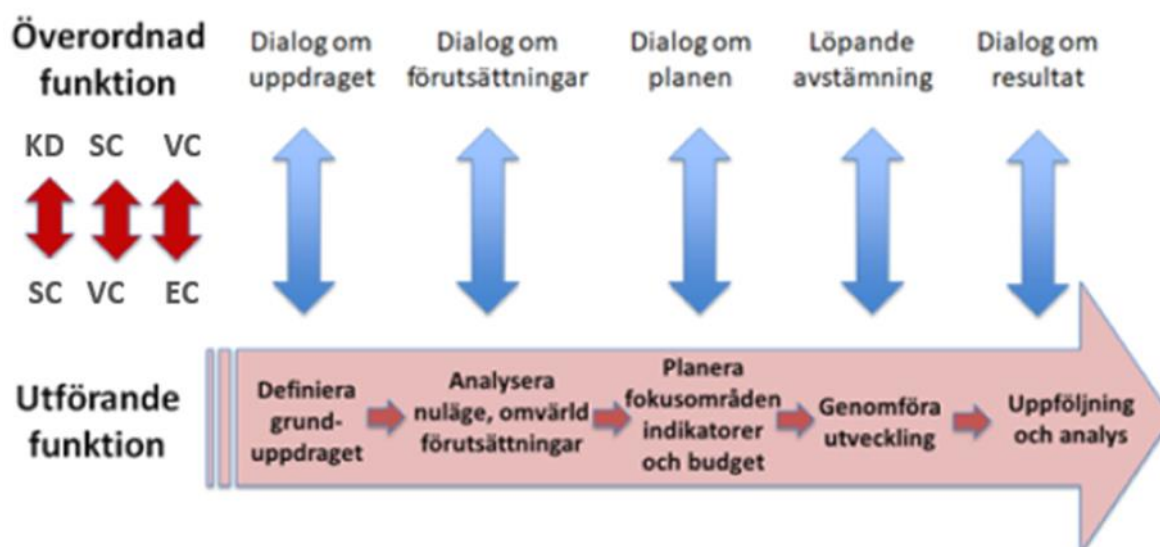 Överordnad
funktion
KD SC VC
SC VC EC
Dialog om
uppdraget
Dialog om
förutsättningar
Dialog om
planen
Löpande
avstämning
Dialog om
resultat
Utförande
funktion
Definiera
grund-
uppdraget
Analysera
nuläge, omvärld
förutsättningar
Planera
fokusområden
indikatorer
och budget
Genomföra
utveckling
Uppföljning
och analys